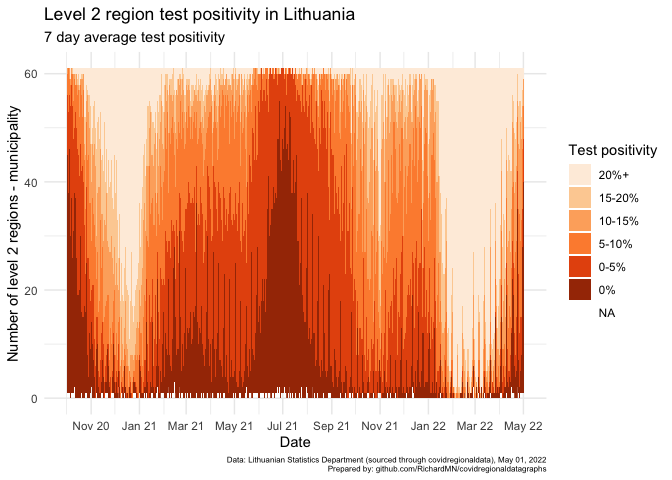 Level 2 region test positivity in Lithuania
7 day average test positivity
Number of level 2 regions - municipality
60
40
20
0
Nov 20 Jan 21 Mar 21 May 21 Jul 21 Sep 21 Nov 21 Jan 22 Mar 22 May 22
Date
Test positivity
20%+
15-20%
10-15%
5-10%
0-5%
0%
NA
Data: Lithuanian Statistics Department (sourced through covidregionaldata), May 01, 2022
Prepared by: github.com/RichardMN/covidregionaldatagraphs